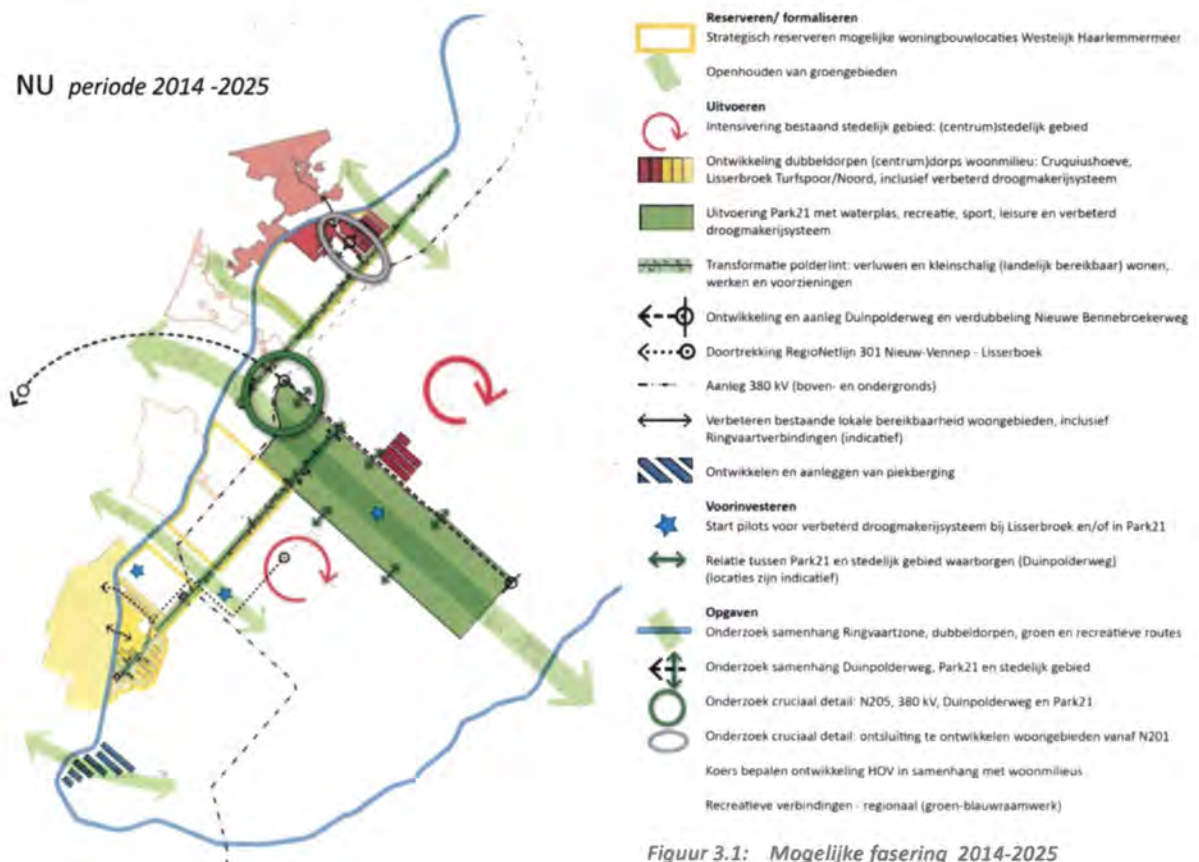 NU periode 2014 -2025
Reserveren/ formaliseren
Strategisch reserveren mogelijke woningbouwlocaties Westelijk Haarlemmermeer
Openhouden van groengebieden
Uitvoeren
Intensivering bestaand stedelijk gebied: (centrum)stedelijk gebied
Ontwikkeling dubbeldorpen (centrum)dorps woonmilieu: Cruquiushoeve,
Lisserbroek Turfspoor/Noord, inclusief verbeterd droogmakerijsysteem
Uitvoering Park21 met waterplas, recreatie, sport, leisure en verbeterd
droogmakerijsysteem
Transformatie polderlint: verluwen en kleinschalig (landelijk bereikbaar) wonen,
werken en voorzieningen
Ontwikkeling en aanleg Duinpolderweg en verdubbeling Nieuwe Bennebroekerweg
Doortrekking RegioNetlijn 301 Nieuw-Vennep - Lisserboek
Aanleg 380 kV (boven- en ondergronds)
Verbeteren bestaande lokale bereikbaarheid woongebieden, inclusief
Ringvaartverbindingen (indicatief)
Ontwikkelen en aanleggen van piekberging
Voorinvesteren
Start pilots voor verbeterd droogmakerijsysteem bij Lisserbroek en/of in Park21
Relatie tussen Park21 en stedelijk gebied waarborgen (Duinpolderweg)
(locaties zijn indicatief)
Opgaven
Onderzoek samenhang Ringvaartzone, dubbeldorpen, groen en recreatieve routes
Onderzoek samenhang Duinpolderweg, Park21 en stedelijk gebied
Onderzoek cruciaal detail: N205, 380 kV, Duinpolderweg en Park21
Onderzoek cruciaal detail: ontsluiting te ontwikkelen woongebieden vanaf N201
Koers bepalen ontwikkeling HOV in samenhang met woonmilieus
Recreatieve verbindingen - regionaal (groen-blauwraamwerk)
Figuur 3.1: Mogelijke fasering 2014-2025